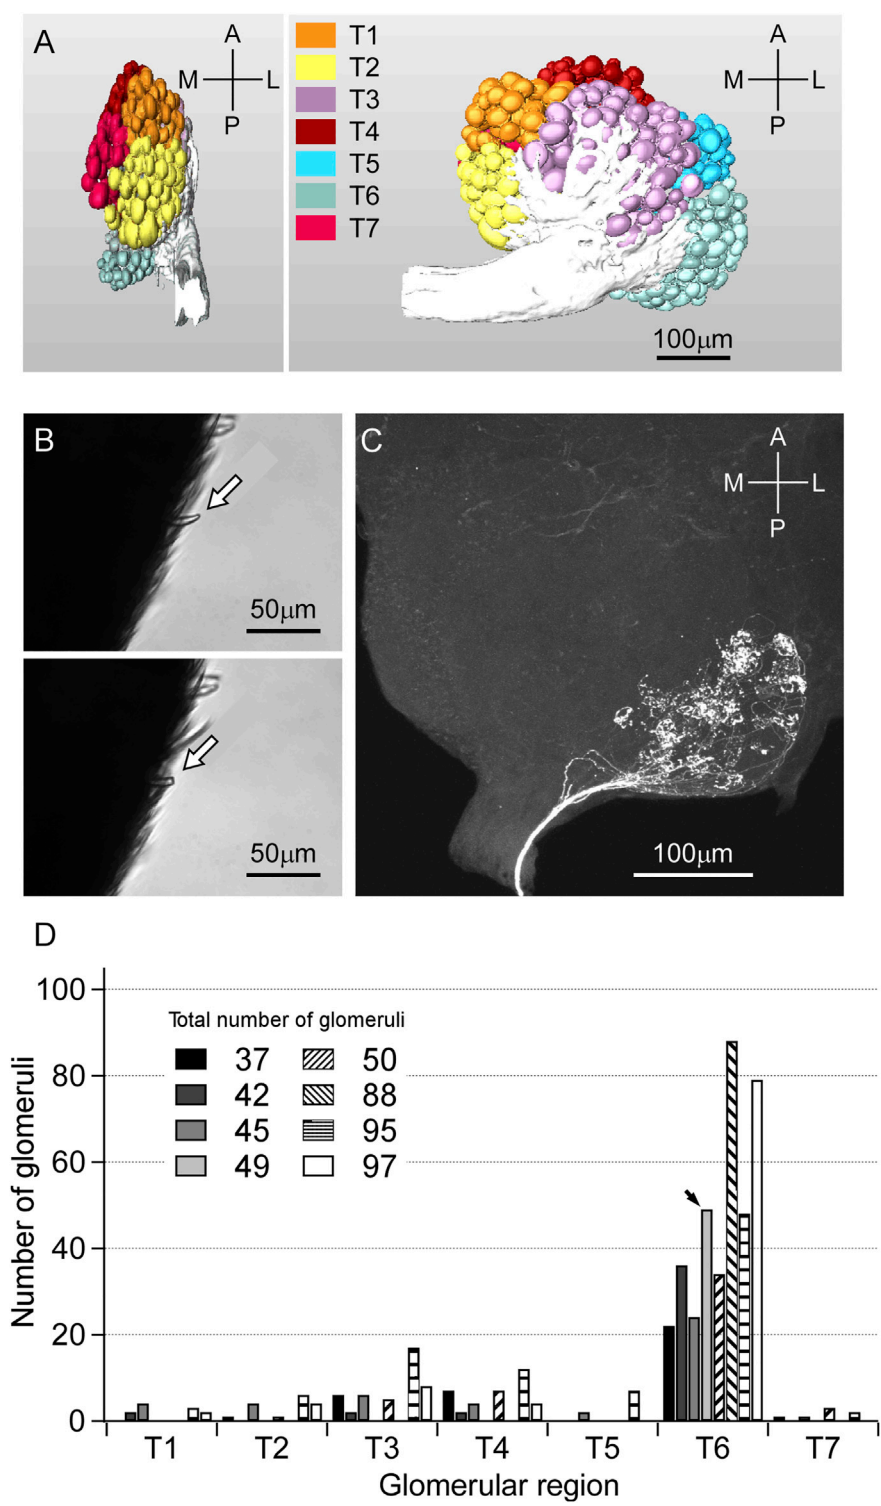 A
A
M L
P
T1
T2
T3
T4
T5
T6
T7
A
M L
P
100μm
B
50μm
50μm
C
A
M L
P
100μm
D
Number of glomeruli
100
80
60
40
20
0
Total number of glomeruli
37 50
42 88
45 95
49 97
T1 T2 T3 T4 T5 T6 T7
Glomerular region